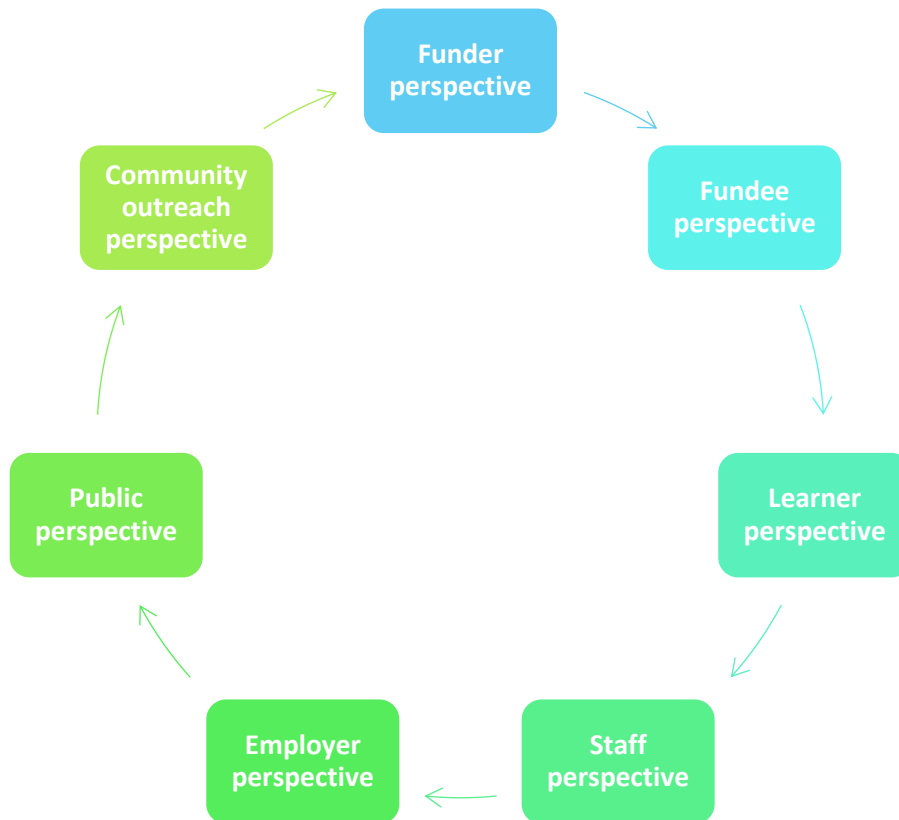 Funder
perspective
Fundee
perspective
Learner
perspective
Staff
perspective
Employer
perspective
Public
perspective
Community
outreach
perspective